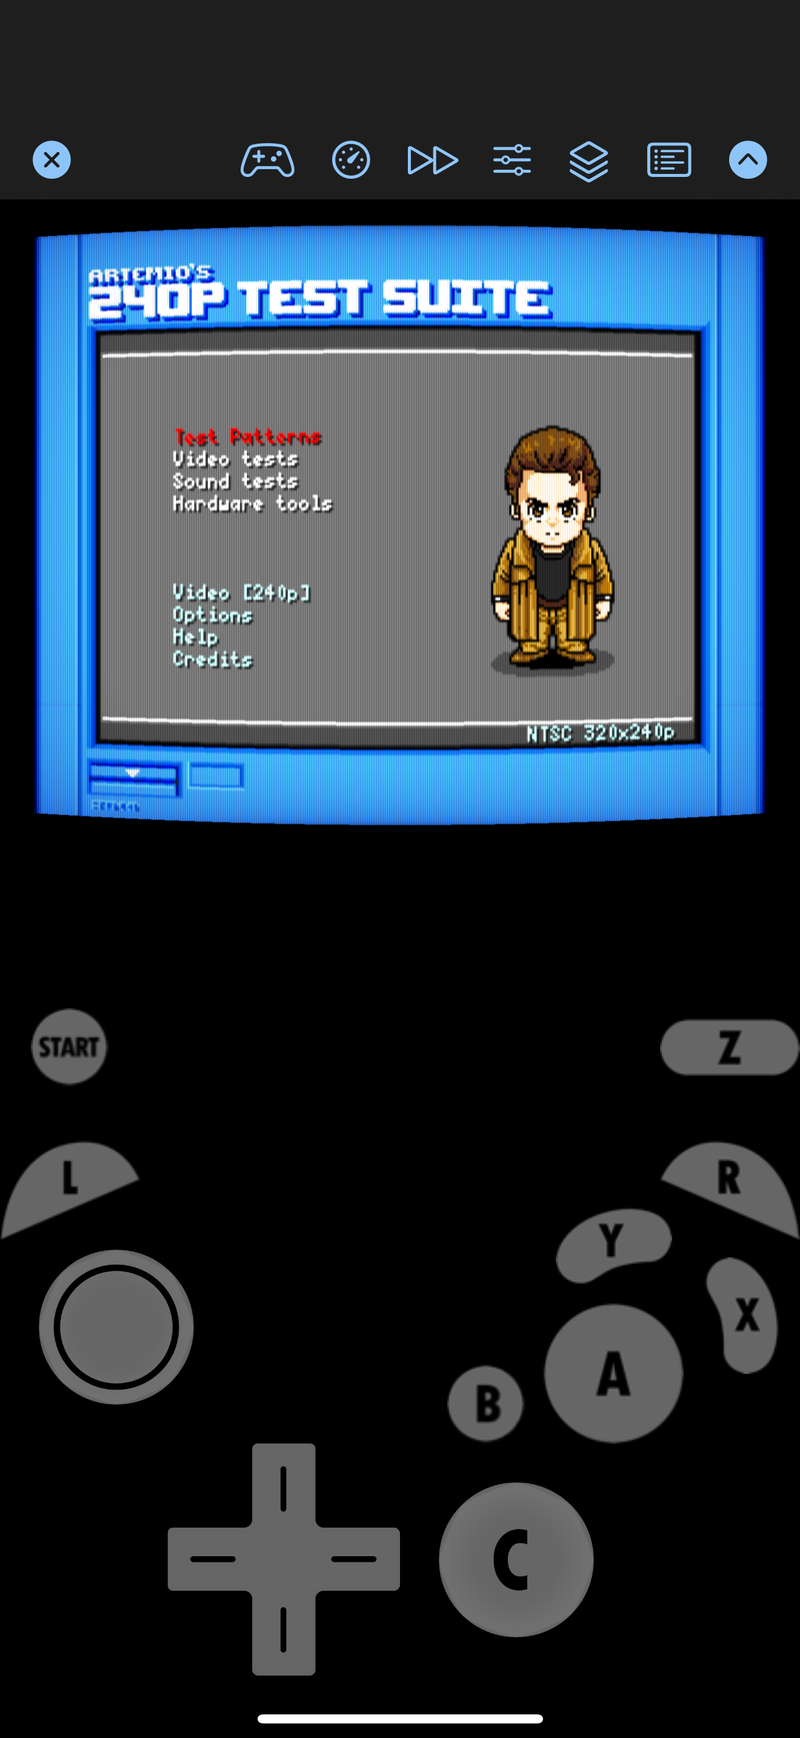 ARTEMIO'S
240P TEST SUITE
Test Patterns
Video tests
Sound tests
Hardware tools
Video [240p]
Options
Help
Credits
NTSC 320x240p
START
Z
L
R
Y
X
A
B
C